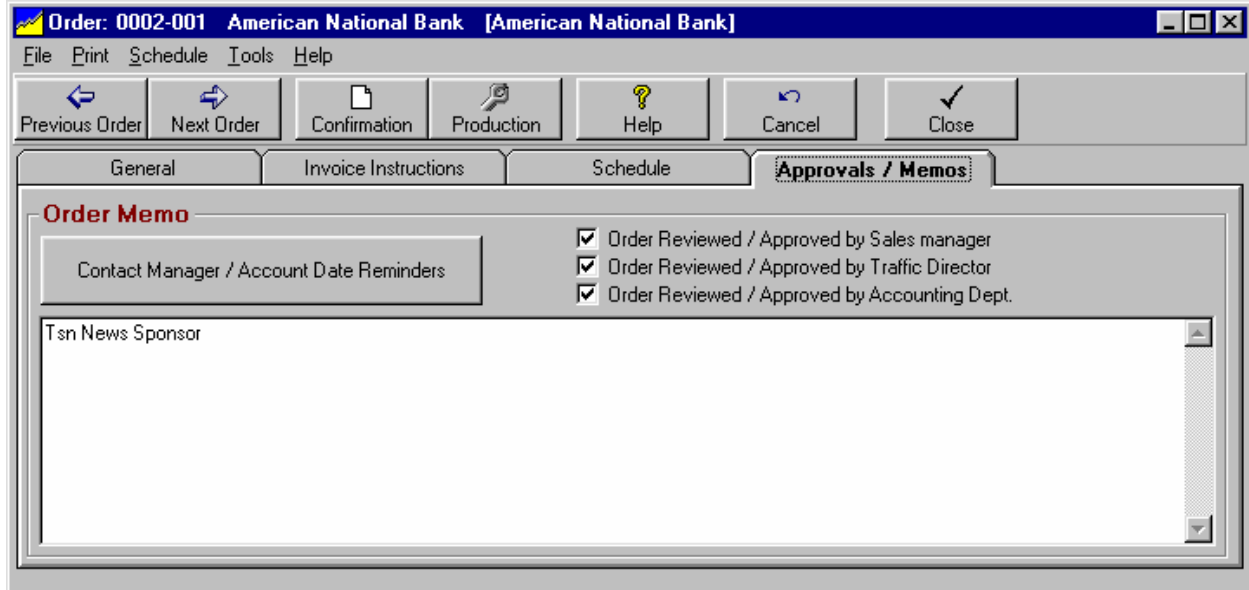 Order: 0002-001 American National Bank [American National Bank]
File Print Schedule Tools Help
Previous Order Next Order Confirmation Production Help Cancel Close
General Invoice Instructions Schedule Approvals / Memos
Order Memo
Contact Manager / Account Date Reminders
Order Reviewed / Approved by Sales manager
Order Reviewed / Approved by Traffic Director
Order Reviewed / Approved by Accounting Dept.
Tsn News Sponsor